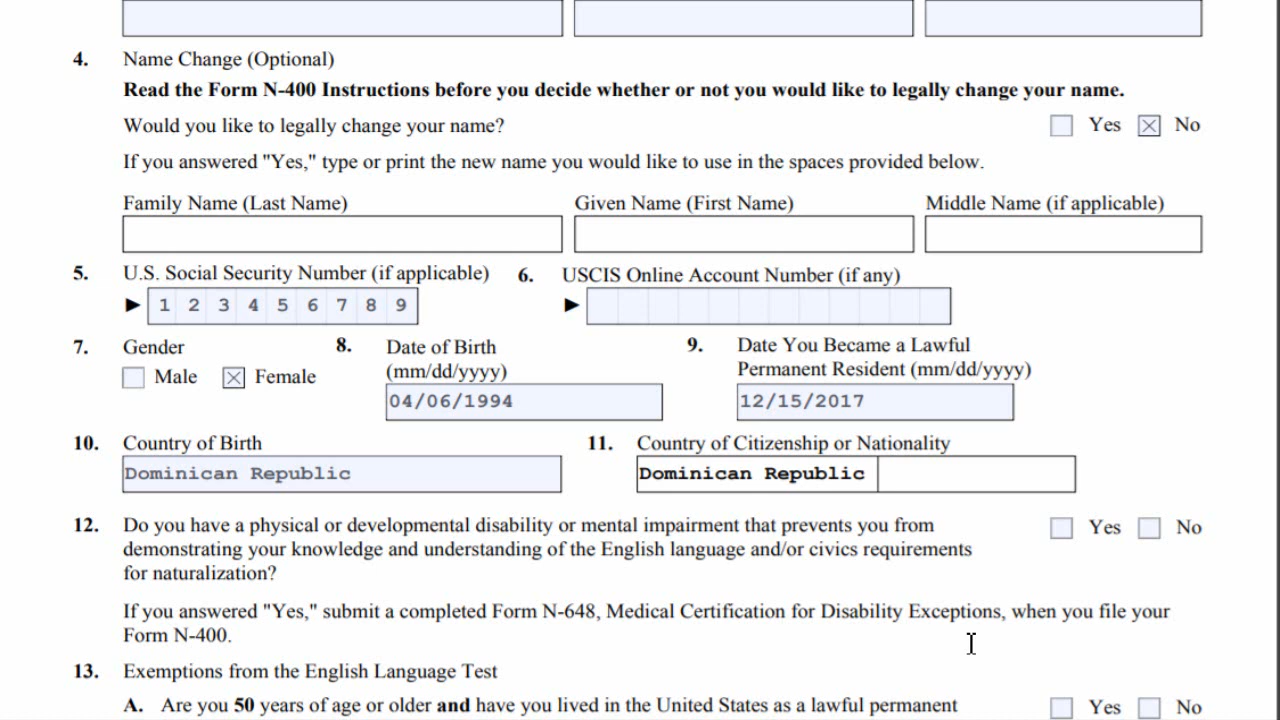 4. Name Change (Optional)
Read the Form N-400 Instructions before you decide whether or not you would like to legally change your name.
Would you like to legally change your name? Yes No
If you answered "Yes," type or print the new name you would like to use in the spaces provided below.
Family Name (Last Name) Given Name (First Name) Middle Name (if applicable)
5. U.S. Social Security Number (if applicable) 6. USCIS Online Account Number (if any)
1 2 3 4 5 6 7 8 9
7. Gender 8. Date of Birth 9. Date You Became a Lawful
(mm/dd/yyyy) Permanent Resident (mm/dd/yyyy)
Male Female
04/06/1994 12/15/2017
10. Country of Birth 11. Country of Citizenship or Nationality
Dominican Republic Dominican Republic
12. Do you have a physical or developmental disability or mental impairment that prevents you from Yes No
demonstrating your knowledge and understanding of the English language and/or civics requirements
for naturalization?
If you answered "Yes," submit a completed Form N-648, Medical Certification for Disability Exceptions, when you file your
Form N-400.
13. Exemptions from the English Language Test
A. Are you 50 years of age or older and have you lived in the United States as a lawful permanent Yes No